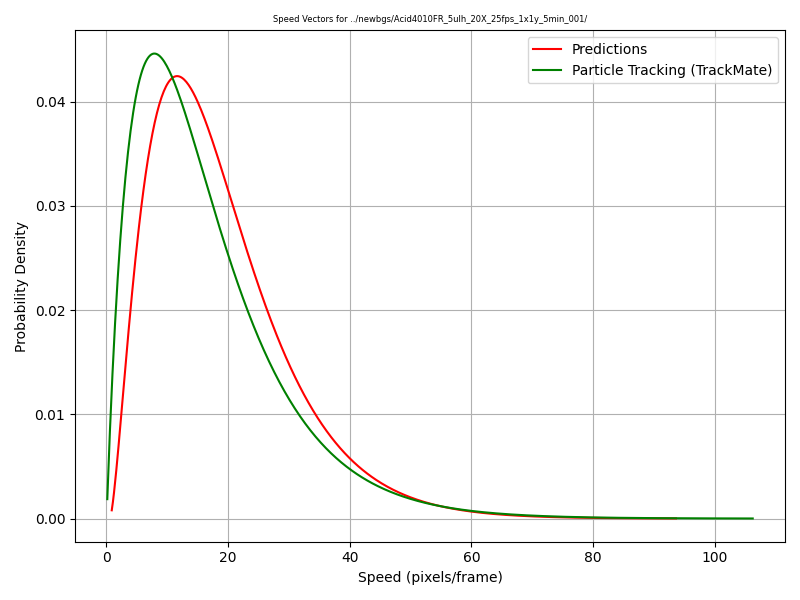 Speed Vectors for ../newbgs/Acid4010FR_5ulh_20X_25fps_1x1y_5min_001/
Predictions
Particle Tracking (TrackMate)
Probability Density
0.04
0.03
0.02
0.01
0.00
0 20 40 60 80 100
Speed (pixels/frame)